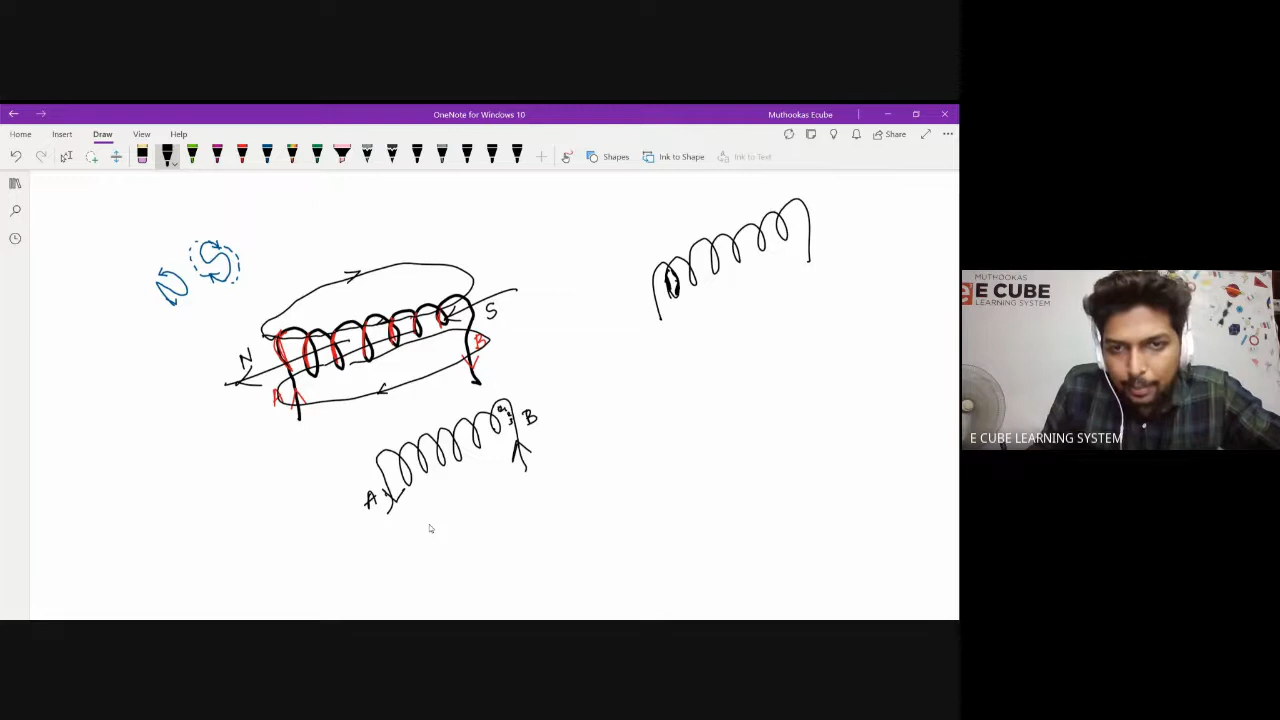 OneNote for Windows 10
Muthookas Ecube
Home Insert Draw View Help
Share
Shapes
Ink to Shape
Ink to Text
N S
S
N
B
A
B
A
MUTHOOKAS
E CUBE
LEARNING SYSTEM
E CUBE LEARNING SYSTEM